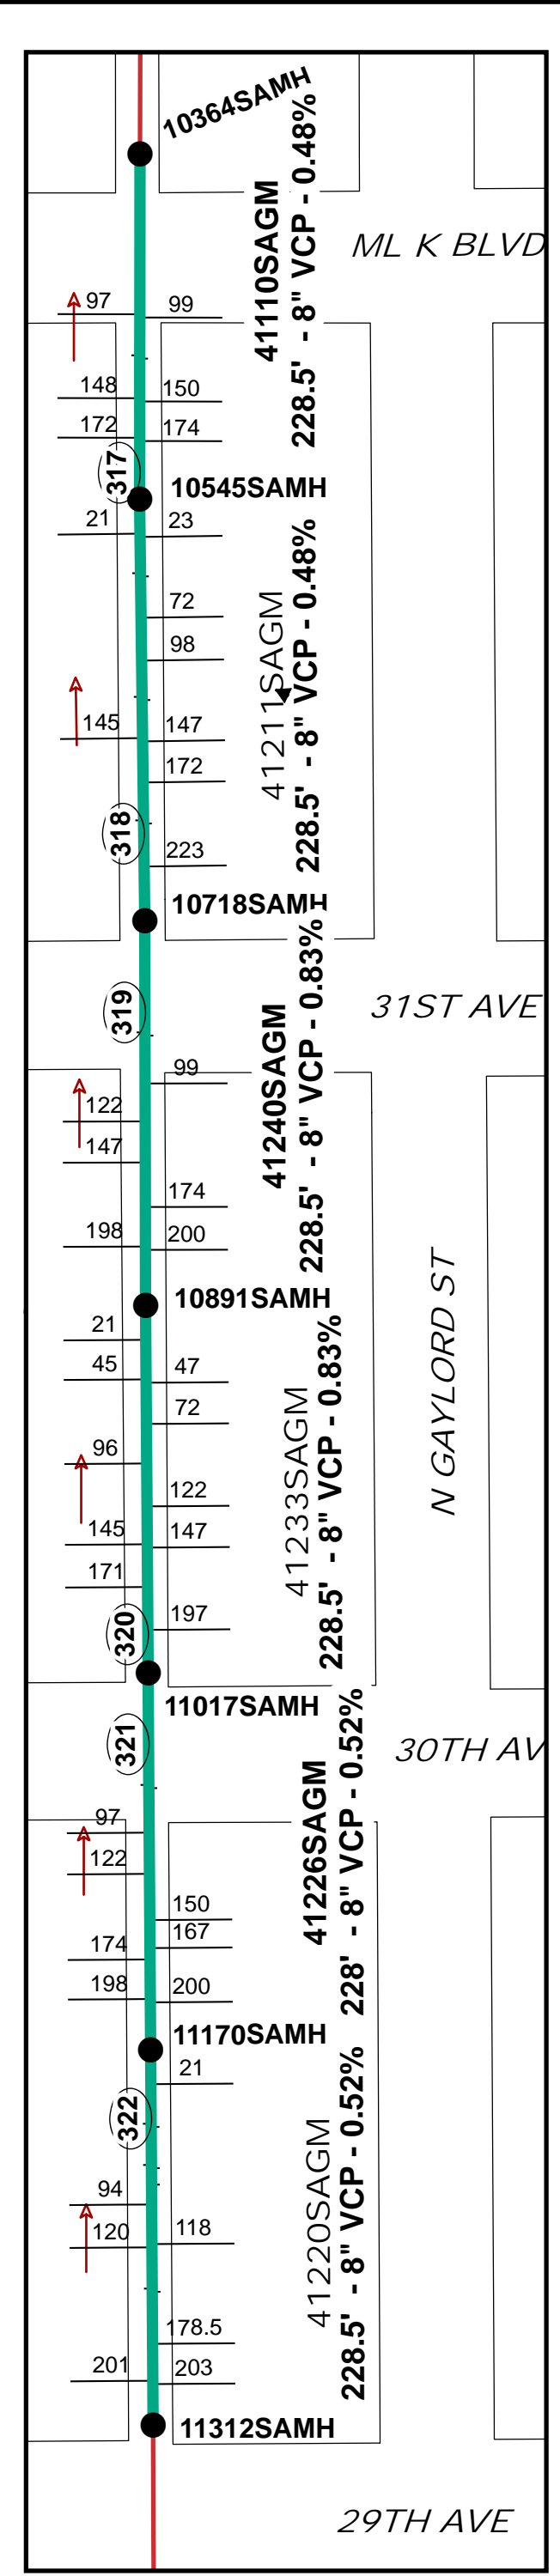 10364SAMH
41110SAGM
228.5' - 8" VCP - 0.48%
ML K BLVD
97
99
148
150
172
174
317
10545SAMH
21
23
72
98
41211SAGM
228.5' - 8" VCP - 0.48%
145
147
172
318
223
10718SAMH
319
31ST AVE
41240SAGM
228.5' - 8" VCP - 0.83%
99
122
147
174
198
200
10891SAMH
N GAYLORD ST
21
45
47
72
41233SAGM
228.5' - 8" VCP - 0.83%
96
122
145
147
171
197
320
11017SAMH
321
30TH AV
41226SAGM
228' - 8" VCP - 0.52%
97
122
150
167
174
198
200
11170SAMH
21
322
41220SAGM
228.5' - 8" VCP - 0.52%
94
120
118
178.5
201
203
11312SAMH
29TH AVE